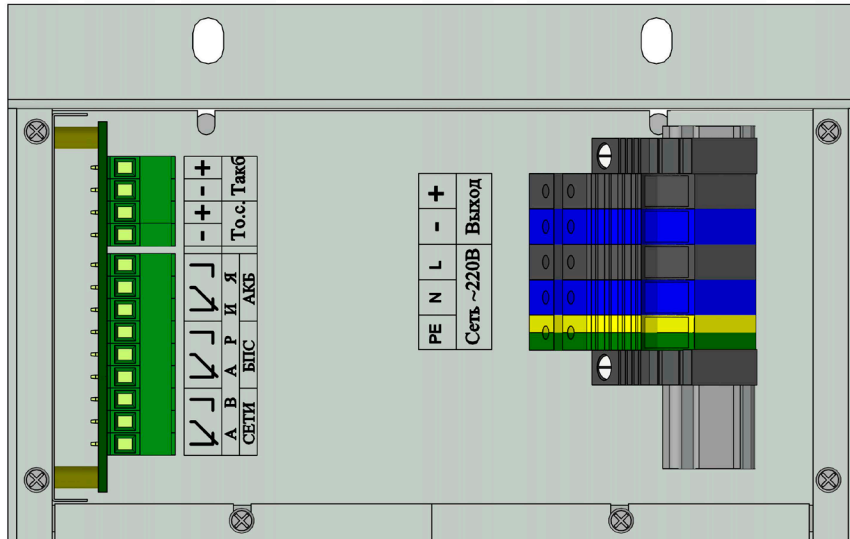 +
-
+
-
Такб
То.с.
А В А Р И Я
СЕТИ
БПС
АКБ
+
-
L
N
PE
Выход
Сеть ~220В